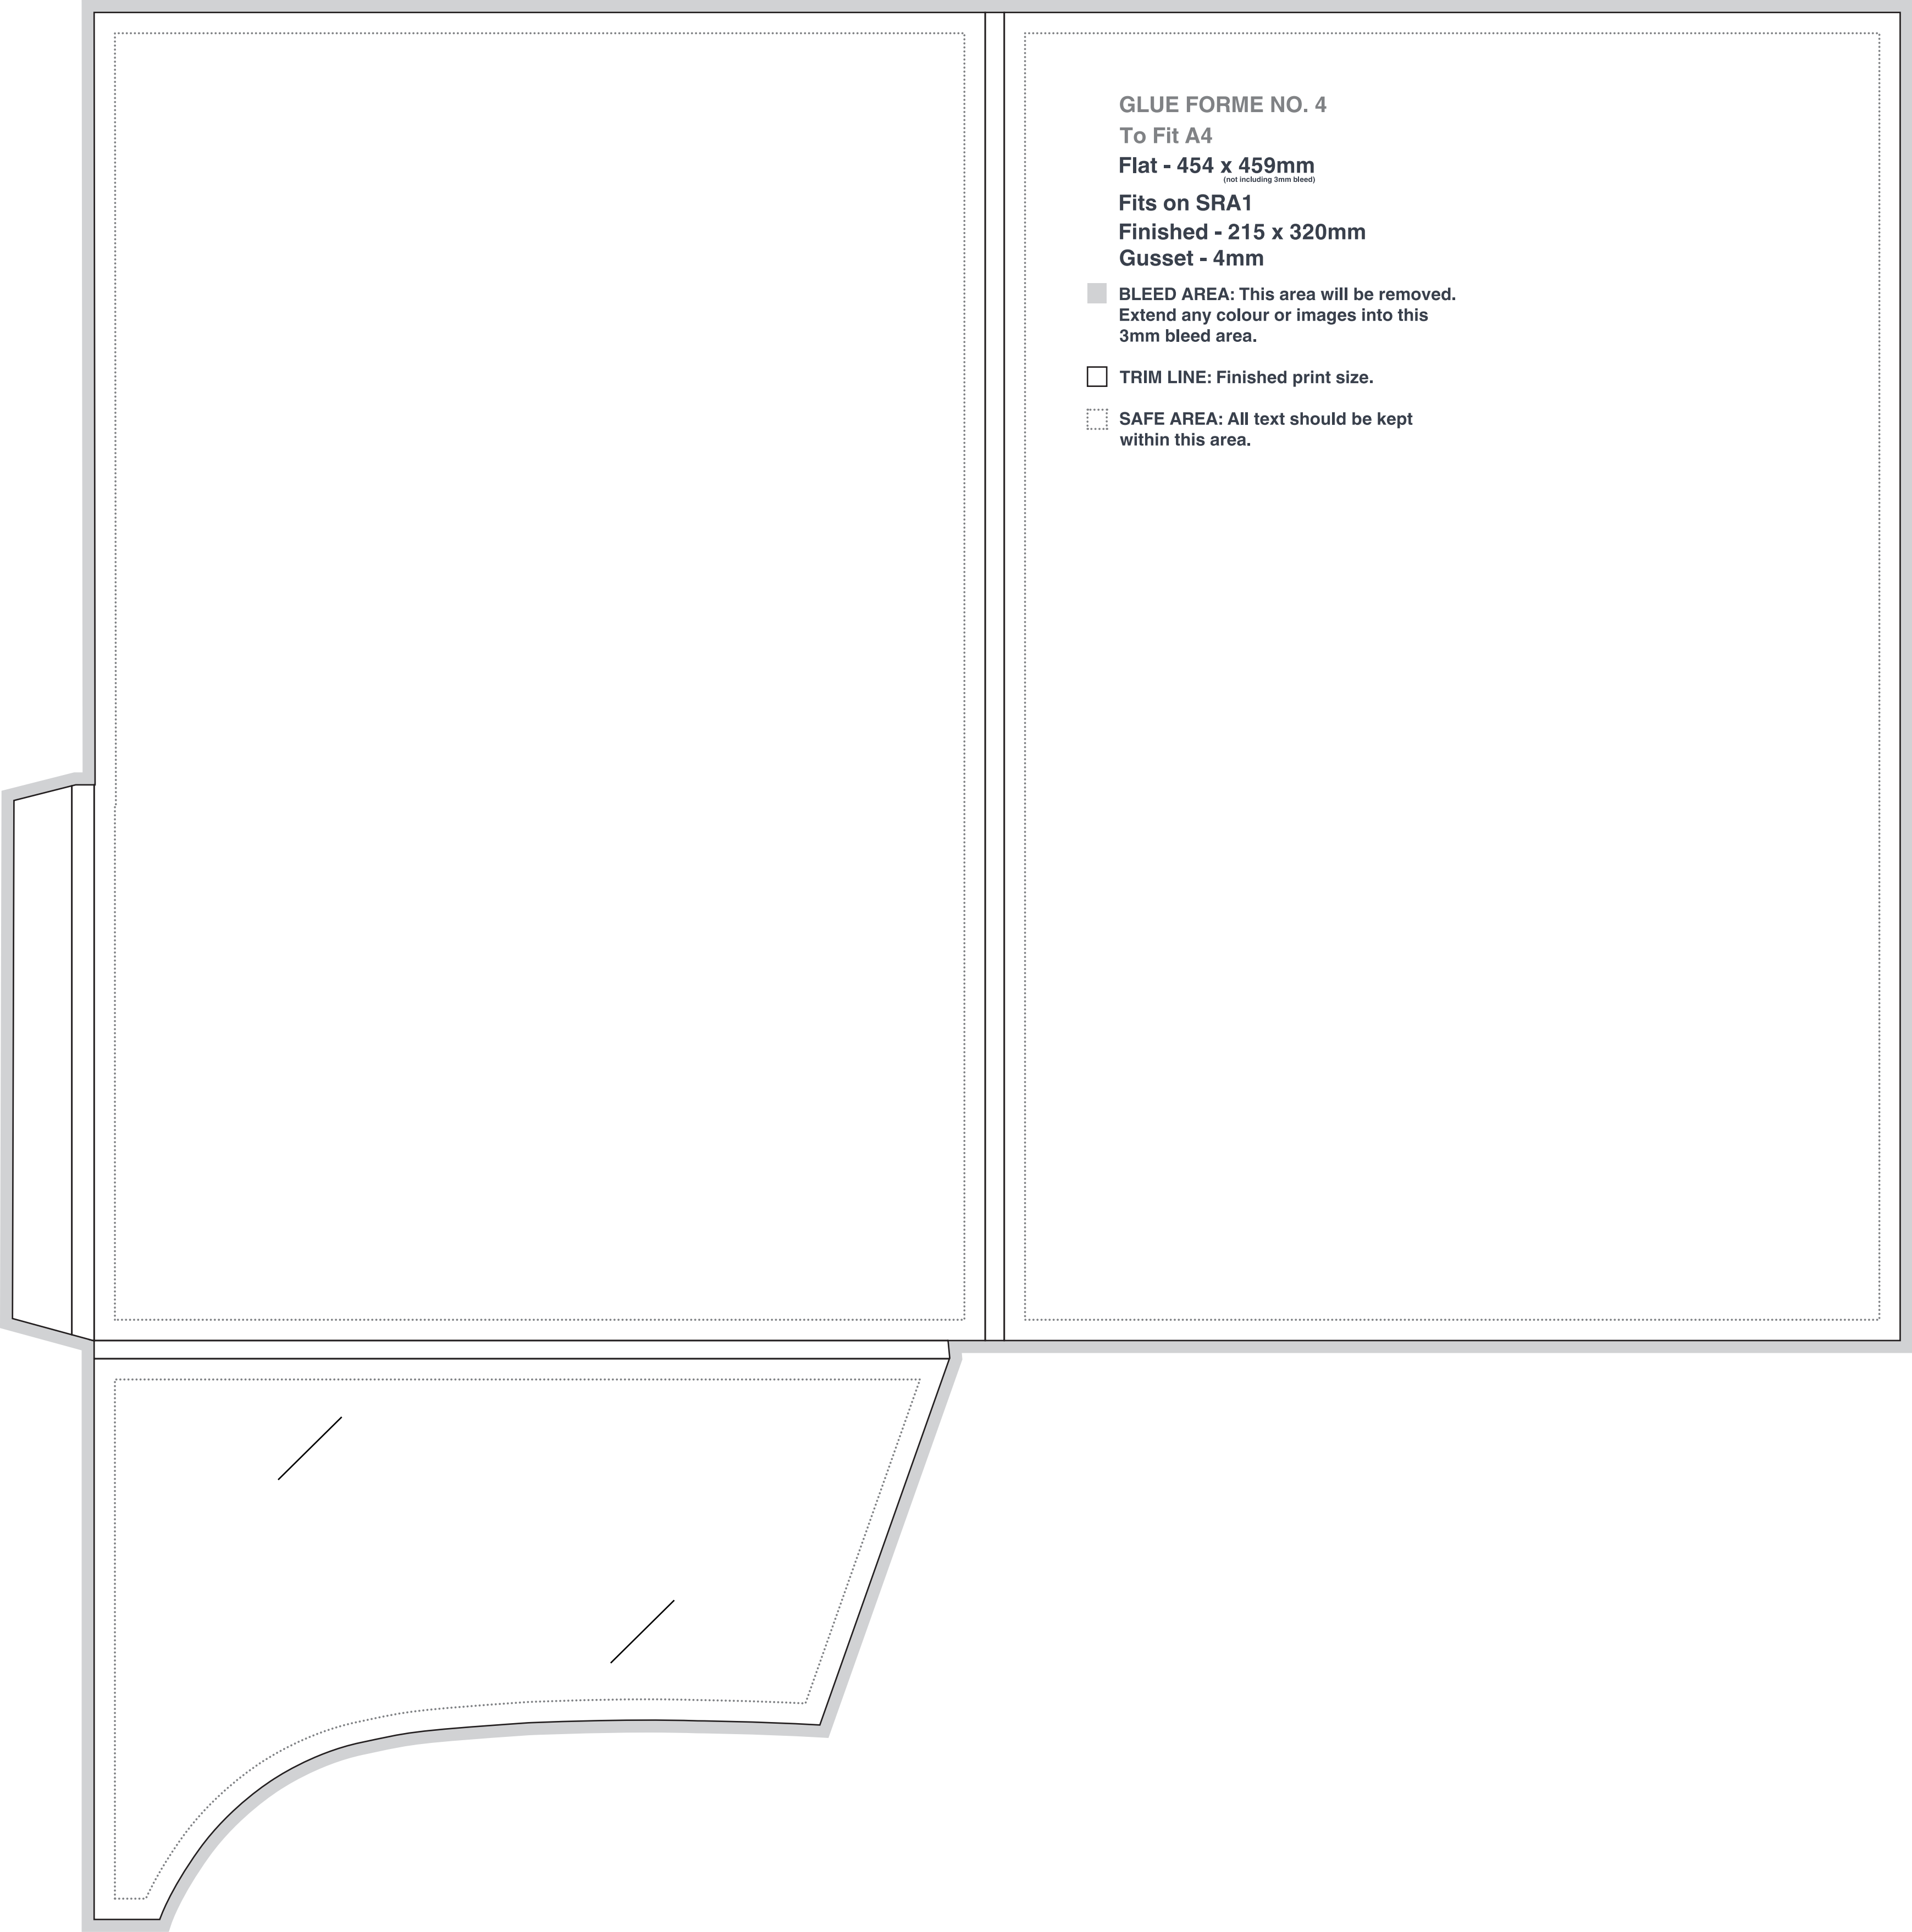 GLUE FORME NO. 4
To Fit A4
Flat - 454 x 459mm
(not including 3mm bleed)
Fits on SRA1
Finished - 215 x 320mm
Gusset - 4mm
BLEED AREA: This area will be removed.
Extend any colour or images into this
3mm bleed area.
TRIM LINE: Finished print size.
SAFE AREA: All text should be kept
within this area.